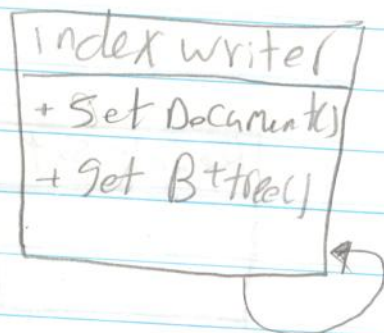 index writer
+ Set Document()
+ get B+tree()